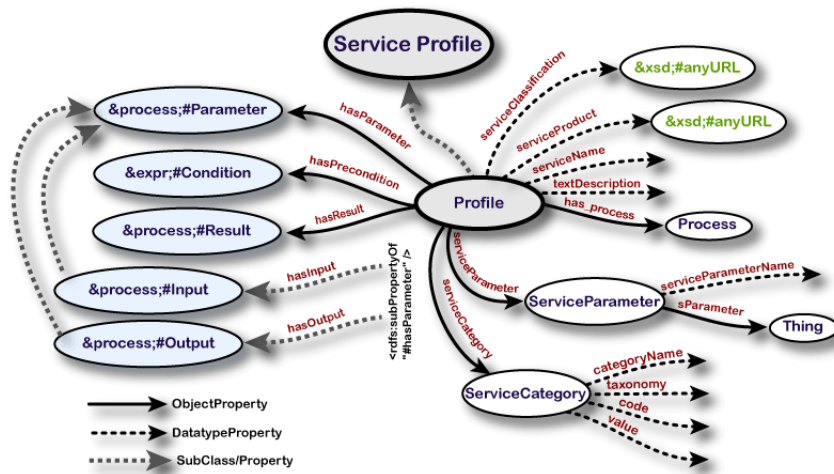 Service Profile
&xsd;#anyURL
serviceClassification
&process;#Parameter
hasParameter
serviceProduct
&xsd;#anyURL
serviceName
&expr;#Condition
hasPrecondition
textDescription
Profile
has_process
Process
&process;#Result
hasResult
serviceParameter
hasInput
<rdfs:subPropertyOf
"#hasParameter" />
&process;#Input
serviceParameterName
ServiceParameter
sParameter
Thing
hasOutput
&process;#Output
serviceCategory
categoryName
ServiceCategory
taxonomy
code
value
ObjectProperty
DatatypeProperty
SubClass/Property